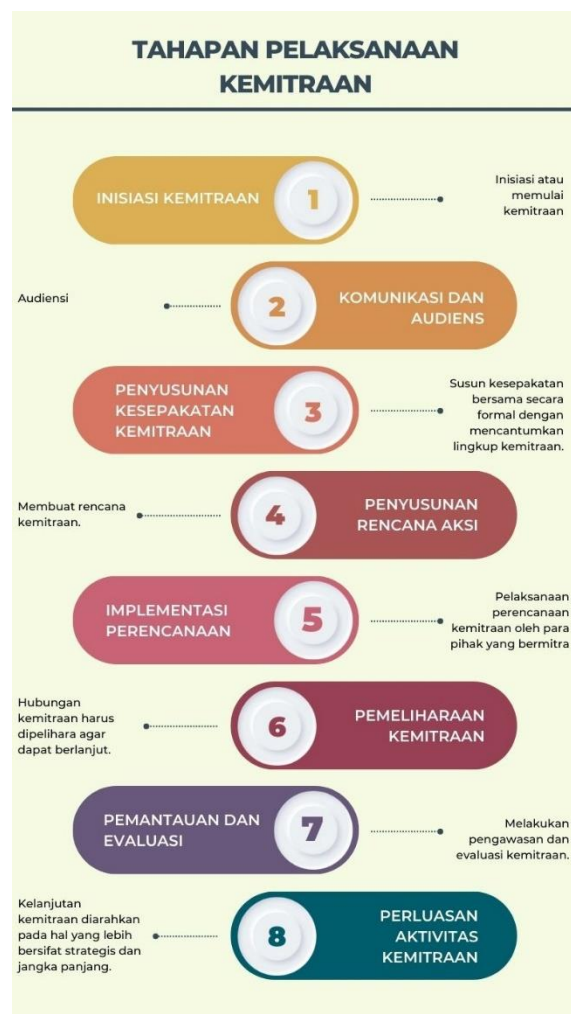 TAHAPAN PELAKSANAAN
KEMITRAAN
INISIASI KEMITRAAN
1
Inisiasi atau
memulai
kemitraan
Audiensi
2
KOMUNIKASI DAN
AUDIENS
PENYUSUNAN
KESEPAKATAN
KEMITRAAN
3
Susun kesepakatan
bersama secara
formal dengan
mencantumkan
lingkup kemitraan.
Membuat rencana
kemitraan.
4
PENYUSUNAN
RENCANA AKSI
IMPLEMENTASI
PERENCANAAN
5
Pelaksanaan
perencanaan
kemitraan oleh para
pihak yang bermitra
Hubungan
kemitraan harus
dipelihara agar
dapat berlanjut.
6
PEMELIHARAAN
KEMITRAAN
PEMANTAUAN DAN
EVALUASI
7
Melakukan
pengawasan dan
evaluasi kemitraan.
Kelanjutan
kemitraan diarahkan
pada hal yang lebih
bersifat strategis dan
jangka panjang.
8
PERLUASAN
AKTIVITAS
KEMITRAAN